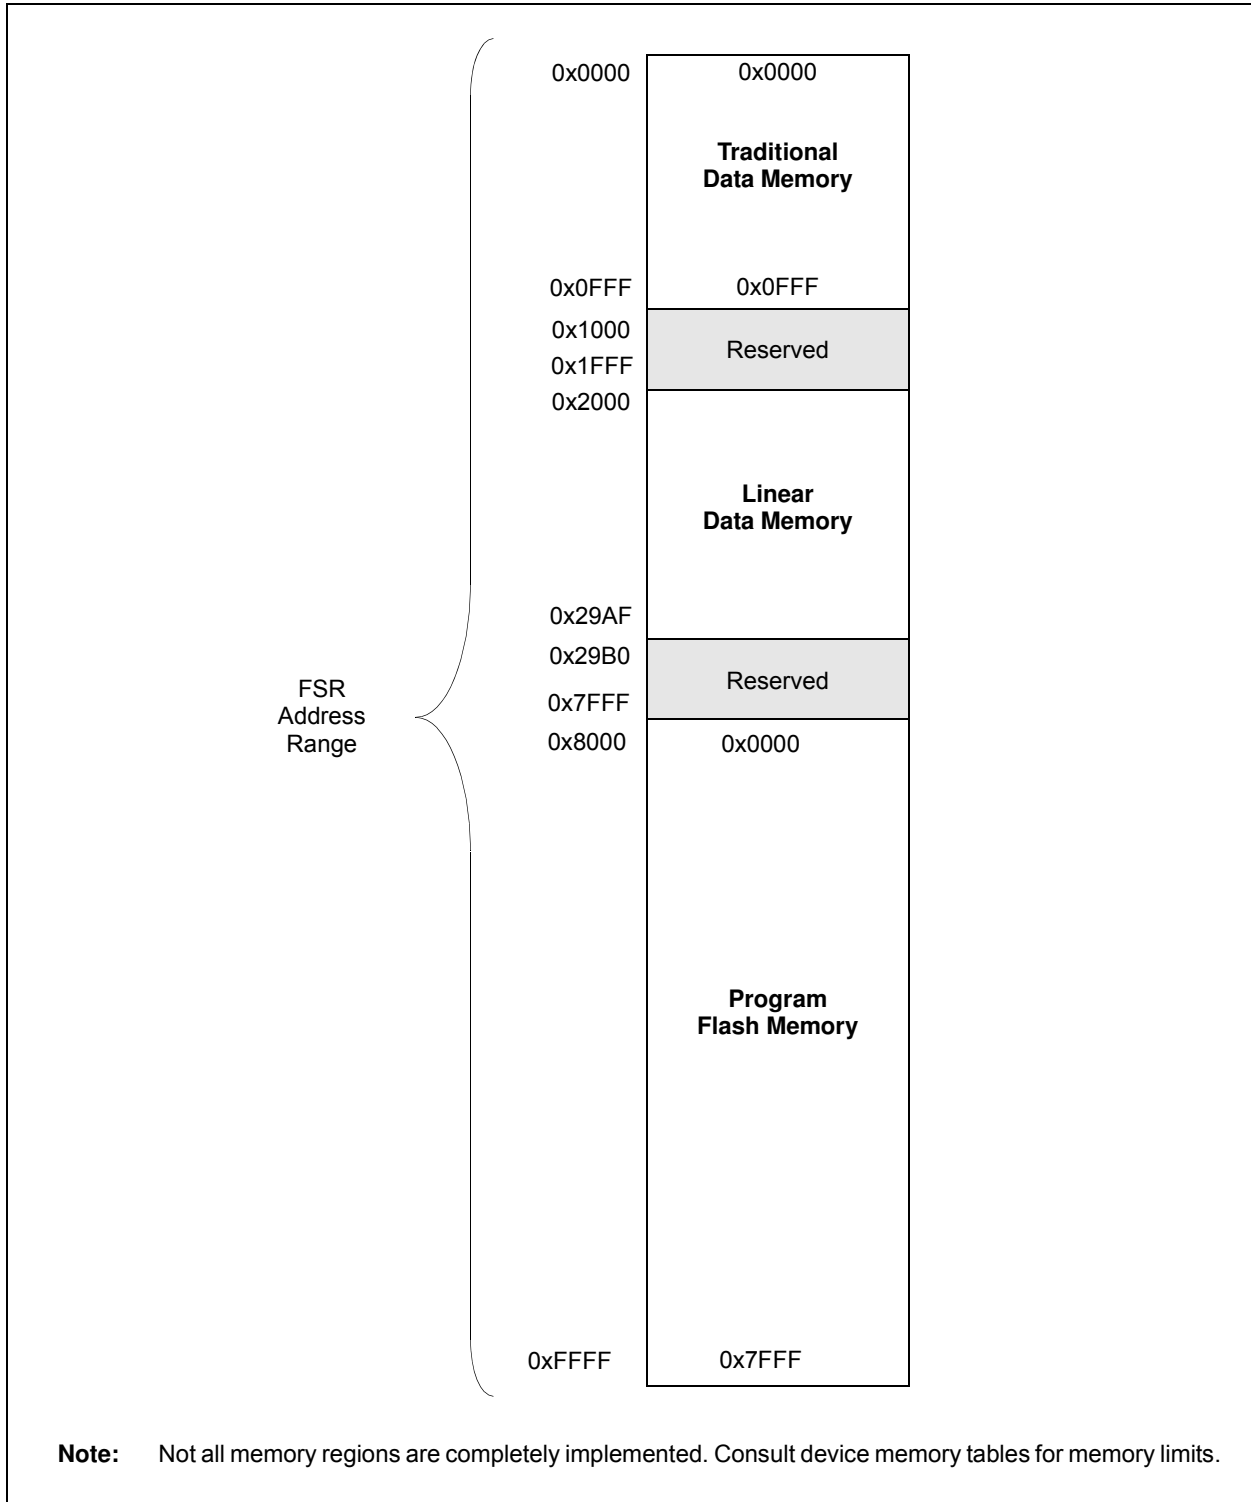 0x0000 0x0000
Traditional
Data Memory
0x0FFF 0x0FFF
0x1000
Reserved
0x1FFF
0x2000
Linear
Data Memory
0x29AF
0x29B0
Reserved
0x7FFF
FSR
Address
Range
0x8000 0x0000
Program
Flash Memory
0xFFFF 0x7FFF
Note: Not all memory regions are completely implemented. Consult device memory tables for memory limits.